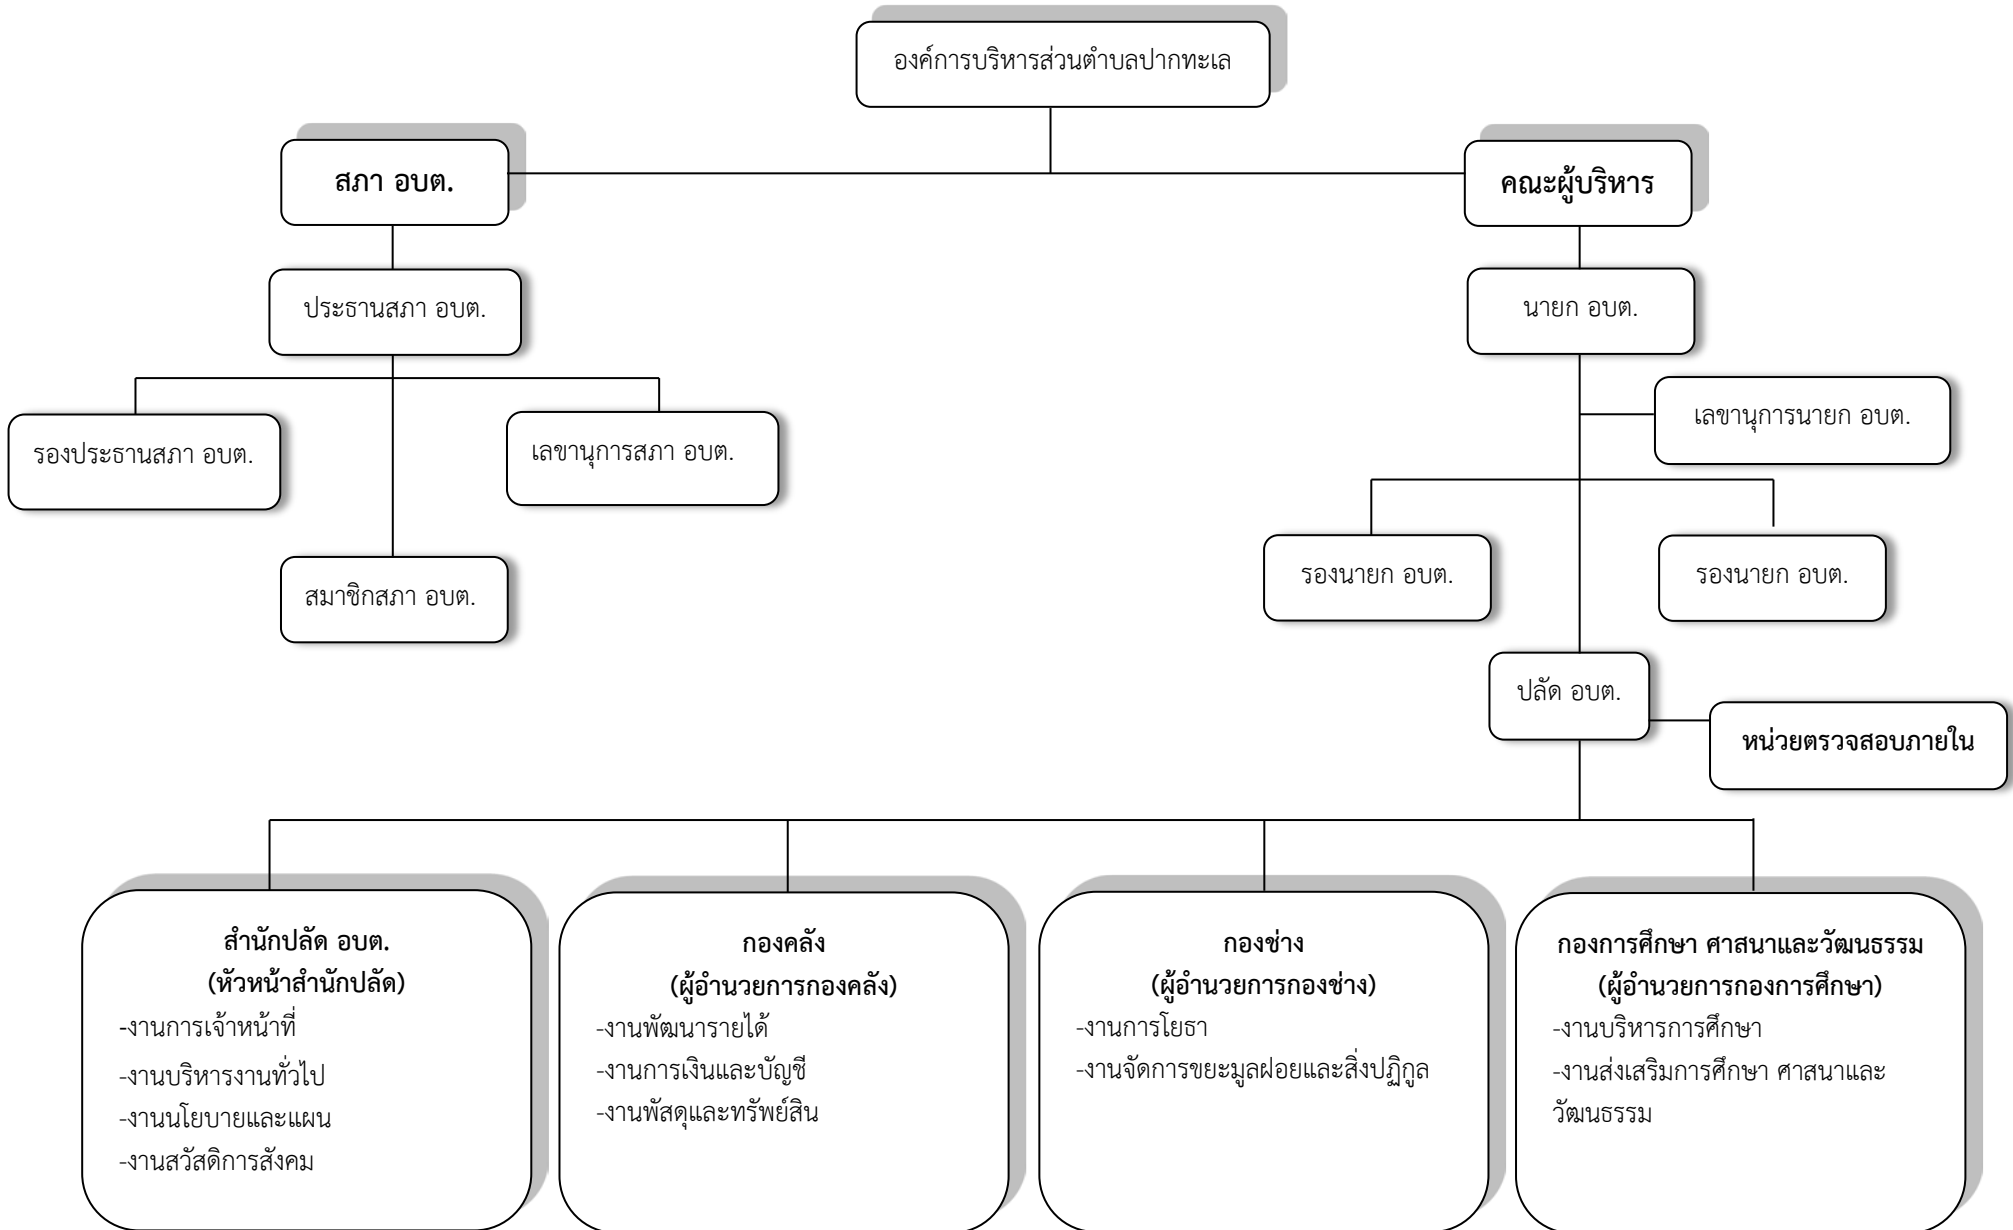 องค์การบริหารส่วนตำบลปากทะเล
สภา อบต.
คณะผู้บริหาร
ประธานสภา อบต.
นายก อบต.
รองประธานสภา อบต.
เลขานุการสภา อบต.
เลขานุการนายก อบต.
สมาชิกสภา อบต.
รองนายก อบต.
รองนายก อบต.
ปลัด อบต.
หน่วยตรวจสอบภายใน
สำนักปลัด อบต.
(หัวหน้าสำนักปลัด)
-งานการเจ้าหน้าที่
-งานบริหารงานทั่วไป
-งานนโยบายและแผน
-งานสวัสดิการสังคม
กองคลัง
(ผู้อำนวยการกองคลัง)
-งานพัฒนารายได้
-งานการเงินและบัญชี
-งานพัสดุและทรัพย์สิน
กองช่าง
(ผู้อำนวยการกองช่าง)
-งานการโยธา
-งานจัดการขยะมูลฝอยและสิ่งปฏิกูล
กองการศึกษา ศาสนาและวัฒนธรรม
(ผู้อำนวยการกองการศึกษา)
-งานบริหารการศึกษา
-งานส่งเสริมการศึกษา ศาสนาและ
วัฒนธรรม